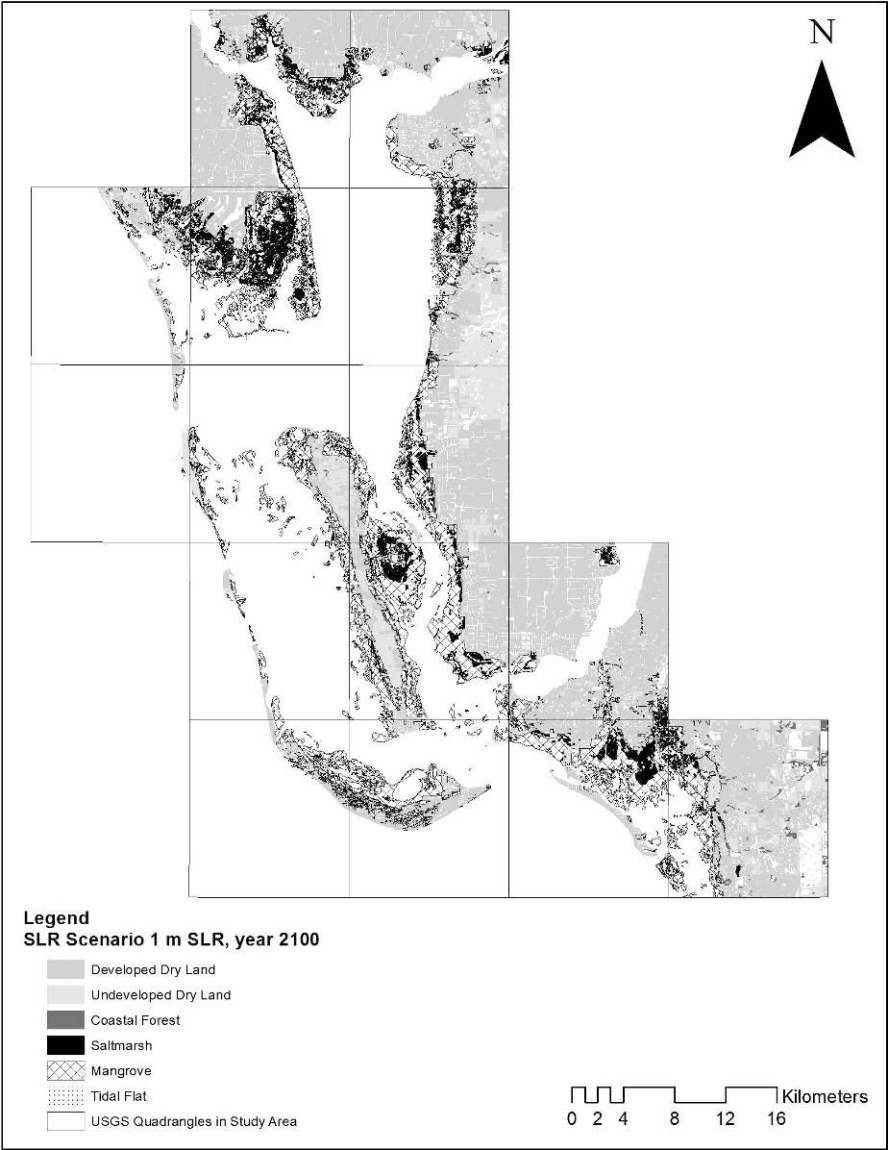 N
Legend
SLR Scenario 1 m SLR, year 2100
Developed Dry Land
Undeveloped Dry Land
Coastal Forest
Saltmarsh
Mangrove
Tidal Flat
USGS Quadrangles in Study Area
Kilometers
0 2 4 8 12 16